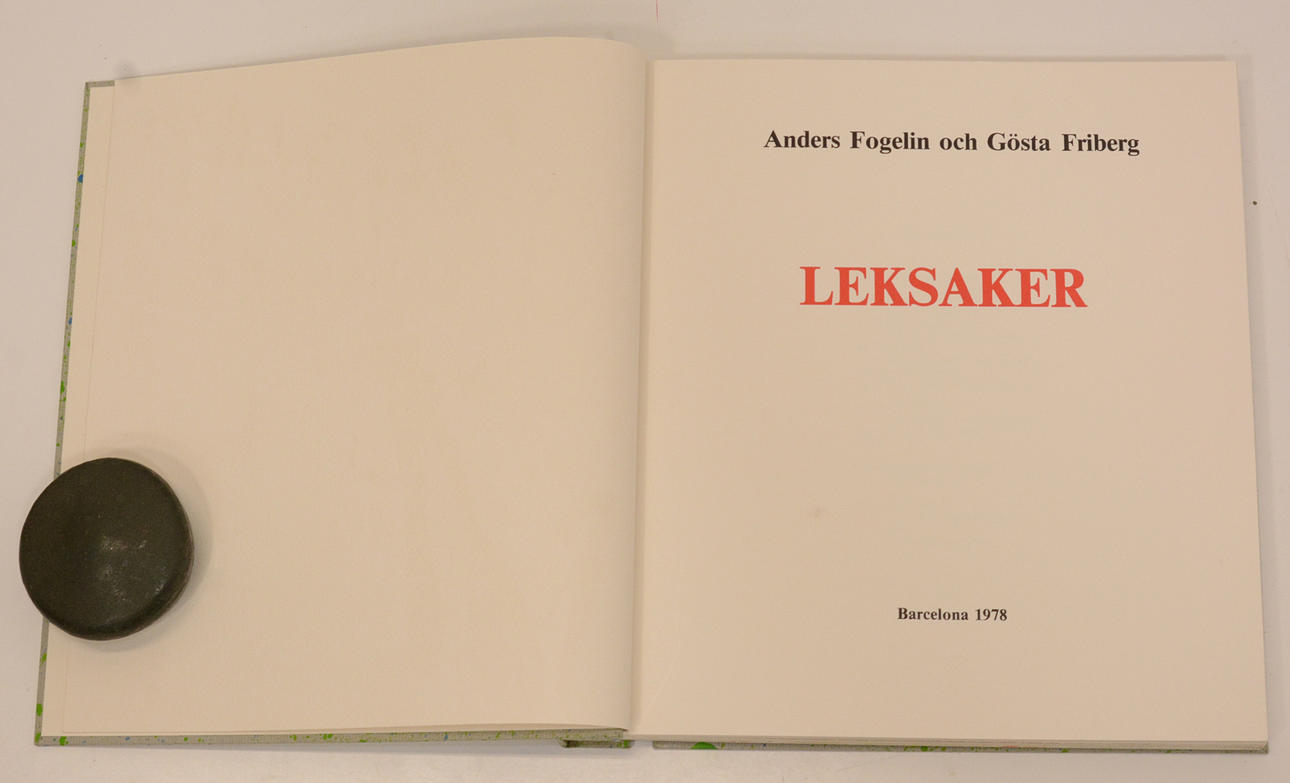 Anders Fogelin och Gösta Friberg
LEKSAKER
Barcelona 1978